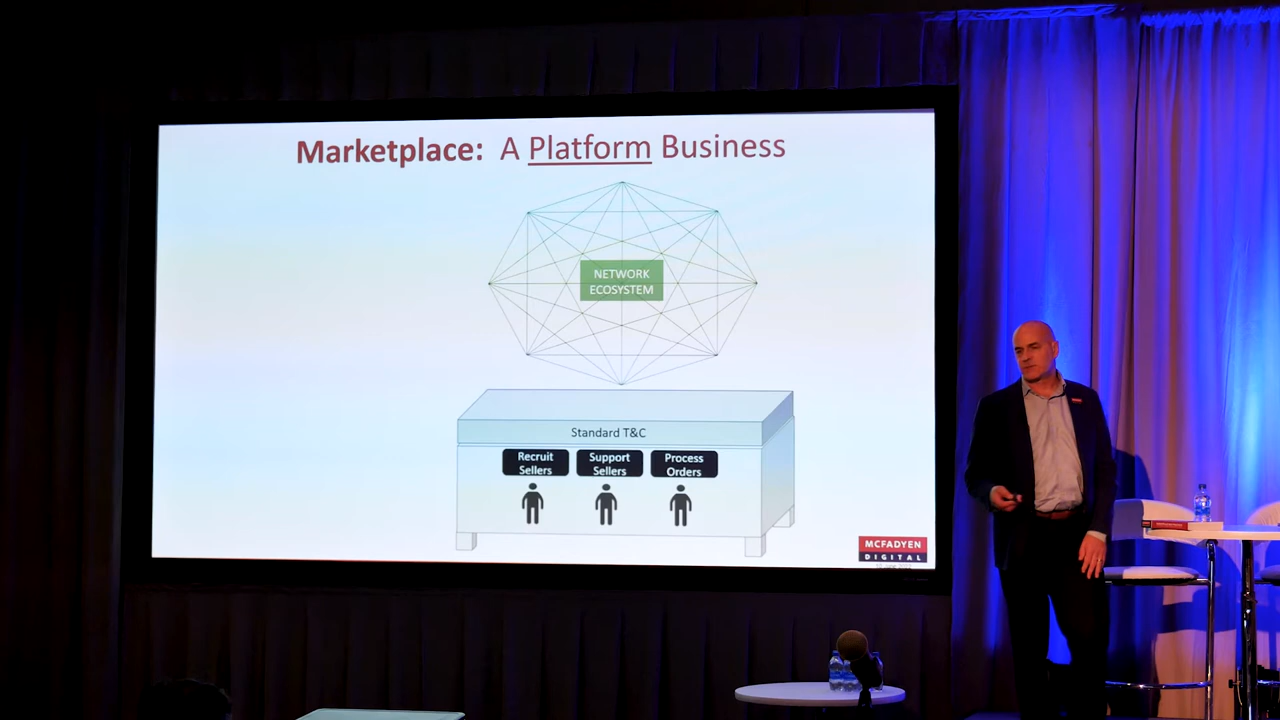 Marketplace: A Platform Business
NETWORK
ECOSYSTEM
Standard T&C
Recruit
Sellers
Support
Sellers
Process
Orders
MCFADYEN
DIGITAL